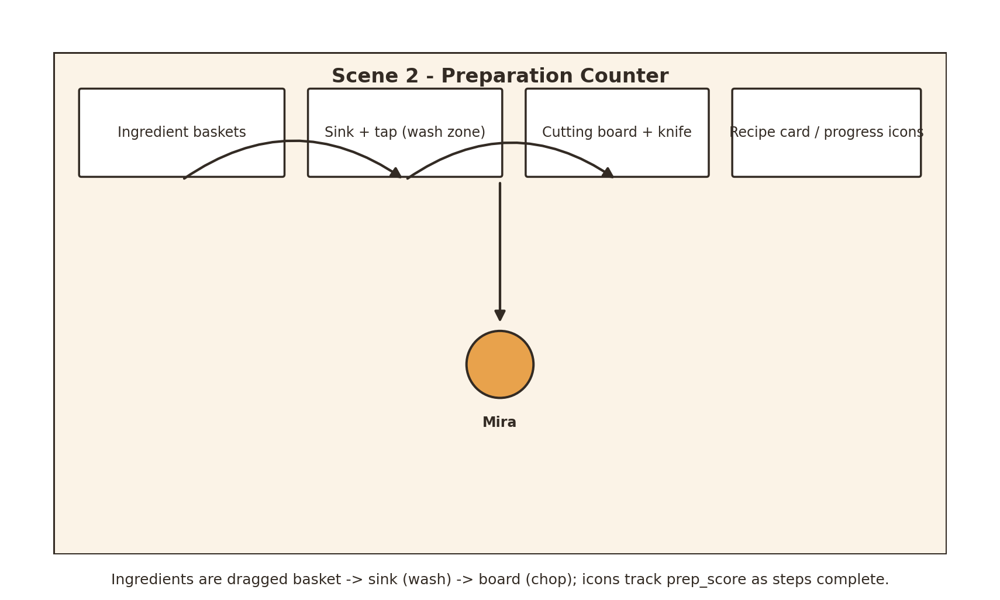 Scene 2 - Preparation Counter
Ingredient baskets
Sink + tap (wash zone)
Cutting board + knife
Recipe card / progress icons
Mira
Ingredients are dragged basket -> sink (wash) -> board (chop); icons track prep_score as steps complete.